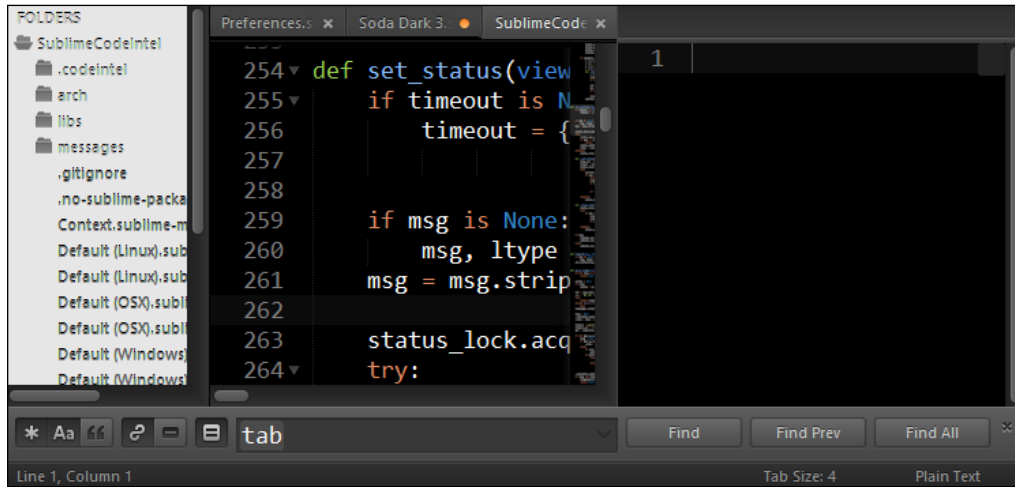 FOLDERS
SublimeCodeIntel
.codeintel
arch
libs
messages
.gitignore
.no-sublime-packa
Context.sublime-m
Default (Linux).sub
Default (Linux).sub
Default (OSX).subli
Default (OSX).subli
Default (Windows)
Default (Windows)
Preferences.s
Soda Dark 3.
SublimeCode
254 def set_status(view
255 if timeout is N
256 timeout = {
257
258
259 if msg is None:
260 msg, ltype
261 msg = msg.strip
262
263 status_lock.acq
264 try:
1
Aa
tab
Find
Find Prev
Find All
Line 1, Column 1
Tab Size: 4
Plain Text